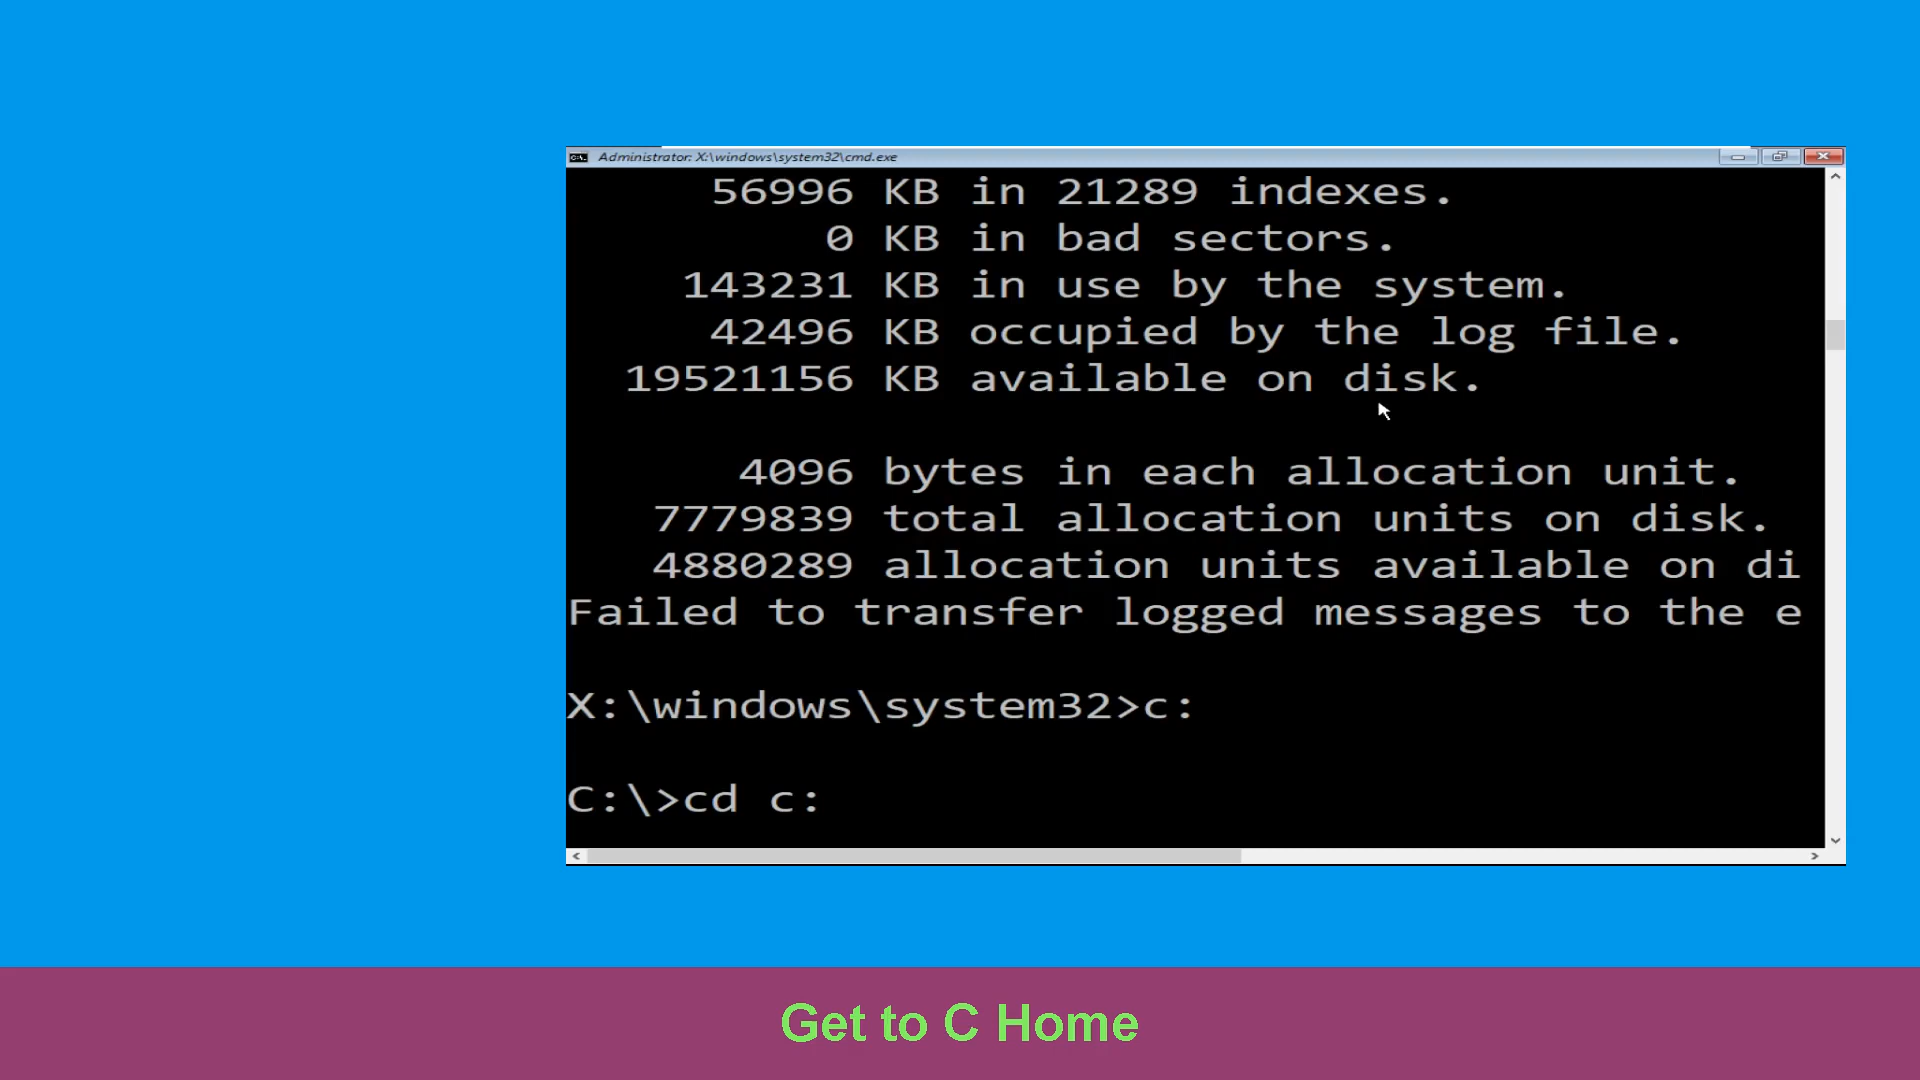 Administrator: X:\windows\system32\cmd.exe
56996 KB in 21289 indexes.
0 KB in bad sectors.
143231 KB in use by the system.
42496 KB occupied by the log file.
19521156 KB available on disk.
4096 bytes in each allocation unit.
7779839 total allocation units on disk.
4880289 allocation units available on di
Failed to transfer logged messages to the e
X:\windows\system32>c:
C:\>cd c:
Get to C Home